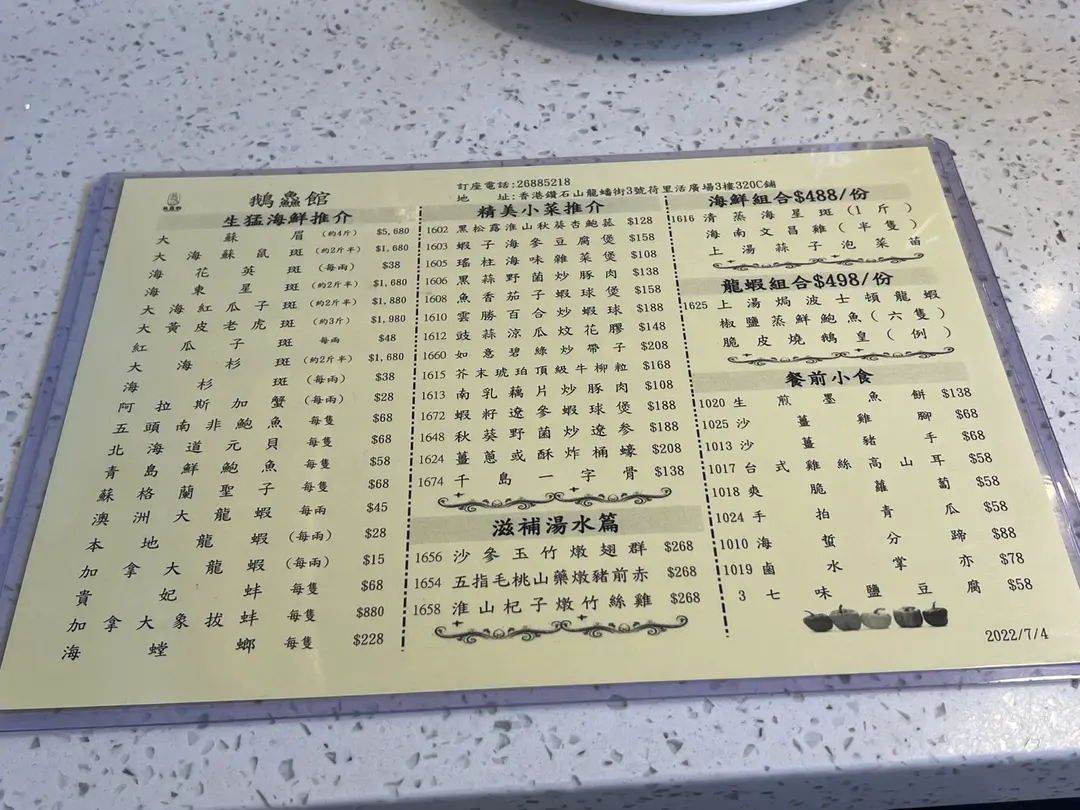 鵝鱻館
訂座電話:26885218
地 址:香港鑽石山龍蟠街3號荷里活廣場3樓320C鋪
生猛海鮮推介
大蘇眉 (約4斤) $5,680
大海蘇鼠斑 (約2斤半) $1,680
海花英斑 (每兩) $38
海東星斑 (約2斤半) $1,680
大海紅瓜子斑 (約2斤半) $1,880
大黃皮老虎斑 (約3斤) $1,980
紅瓜子斑 每兩 $48
大海杉斑 (約2斤半) $1,680
海杉斑 (每兩) $38
阿拉斯加蟹 (每兩) $28
五頭南非鮑魚 每隻 $68
北海道元貝 每隻 $68
青島鮮鮑魚 每隻 $58
蘇格蘭聖子 每隻 $68
澳洲大龍蝦 每兩 $45
本地龍蝦 (每兩) $28
加拿大龍蝦 (每兩) $15
貴妃蚌 每隻 $68
加拿大象拔蚌 每隻 $880
海螳螂 每隻 $228
精美小菜推介
1602 黑松露淮山秋葵杏鮑菇 $128
1603 蝦子海參豆腐煲 $158
1605 瑤柱海味雜菜煲 $108
1606 黑蒜野菌炒豚肉 $138
1608 魚香茄子蝦球煲 $158
1610 雲勝百合炒蝦球 $188
1612 豉蒜涼瓜炆花膠 $148
1660 如意碧綠炒帶子 $208
1615 芥末琥珀頂級牛柳粒 $168
1613 南乳藕片炒豚肉 $108
1672 蝦籽遼參蝦球煲 $188
1648 秋葵野菌炒遼參 $188
1624 薑蔥或酥炸桶蠔 $208
1674 千島一字骨 $138
滋補湯水篇
1656 沙參玉竹燉翅群 $268
1654 五指毛桃山藥燉豬前赤 $268
1658 淮山杞子燉竹絲雞 $268
海鮮組合$488/份
1616 清蒸海星斑(1斤)
海南文昌雞(半隻)
上湯蒜子泡菜苗
龍蝦組合$498/份
1625 上湯焗波士頓龍蝦
椒鹽蒸鮮鮑魚(六隻)
脆皮燒鵝皇(例)
餐前小食
1020 生煎墨魚餅 $138
1025 沙薑雞腳 $68
1013 沙薑豬手 $68
1017 台式雞絲高山耳 $58
1018 爽脆蘿蔔 $58
1024 手拍青瓜 $58
1010 海蜇分蹄 $88
1019 鹵水掌亦 $78
3 七味鹽豆腐 $58
2022/7/4